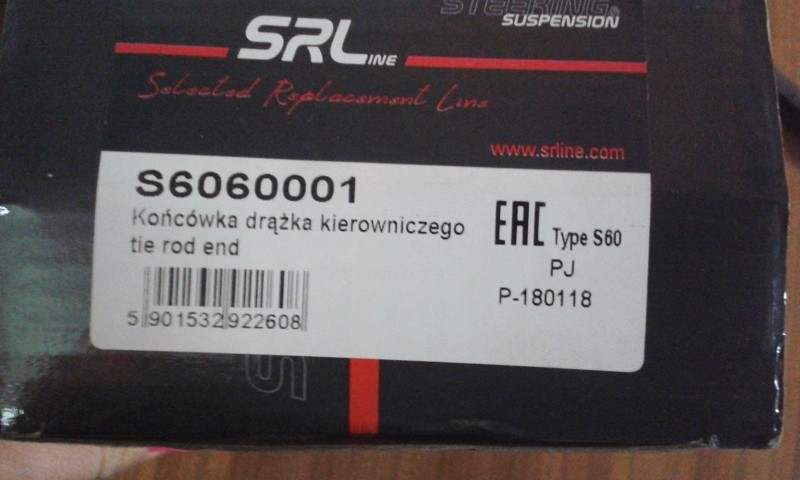 STEERING&
SUSPENSION
SRLINE
Selected Replacement Line
www.srline.com
S6060001
Końcówka drążka kierowniczego
tie rod end
5 901532 922608
EAC Type S60
PJ
P-180118